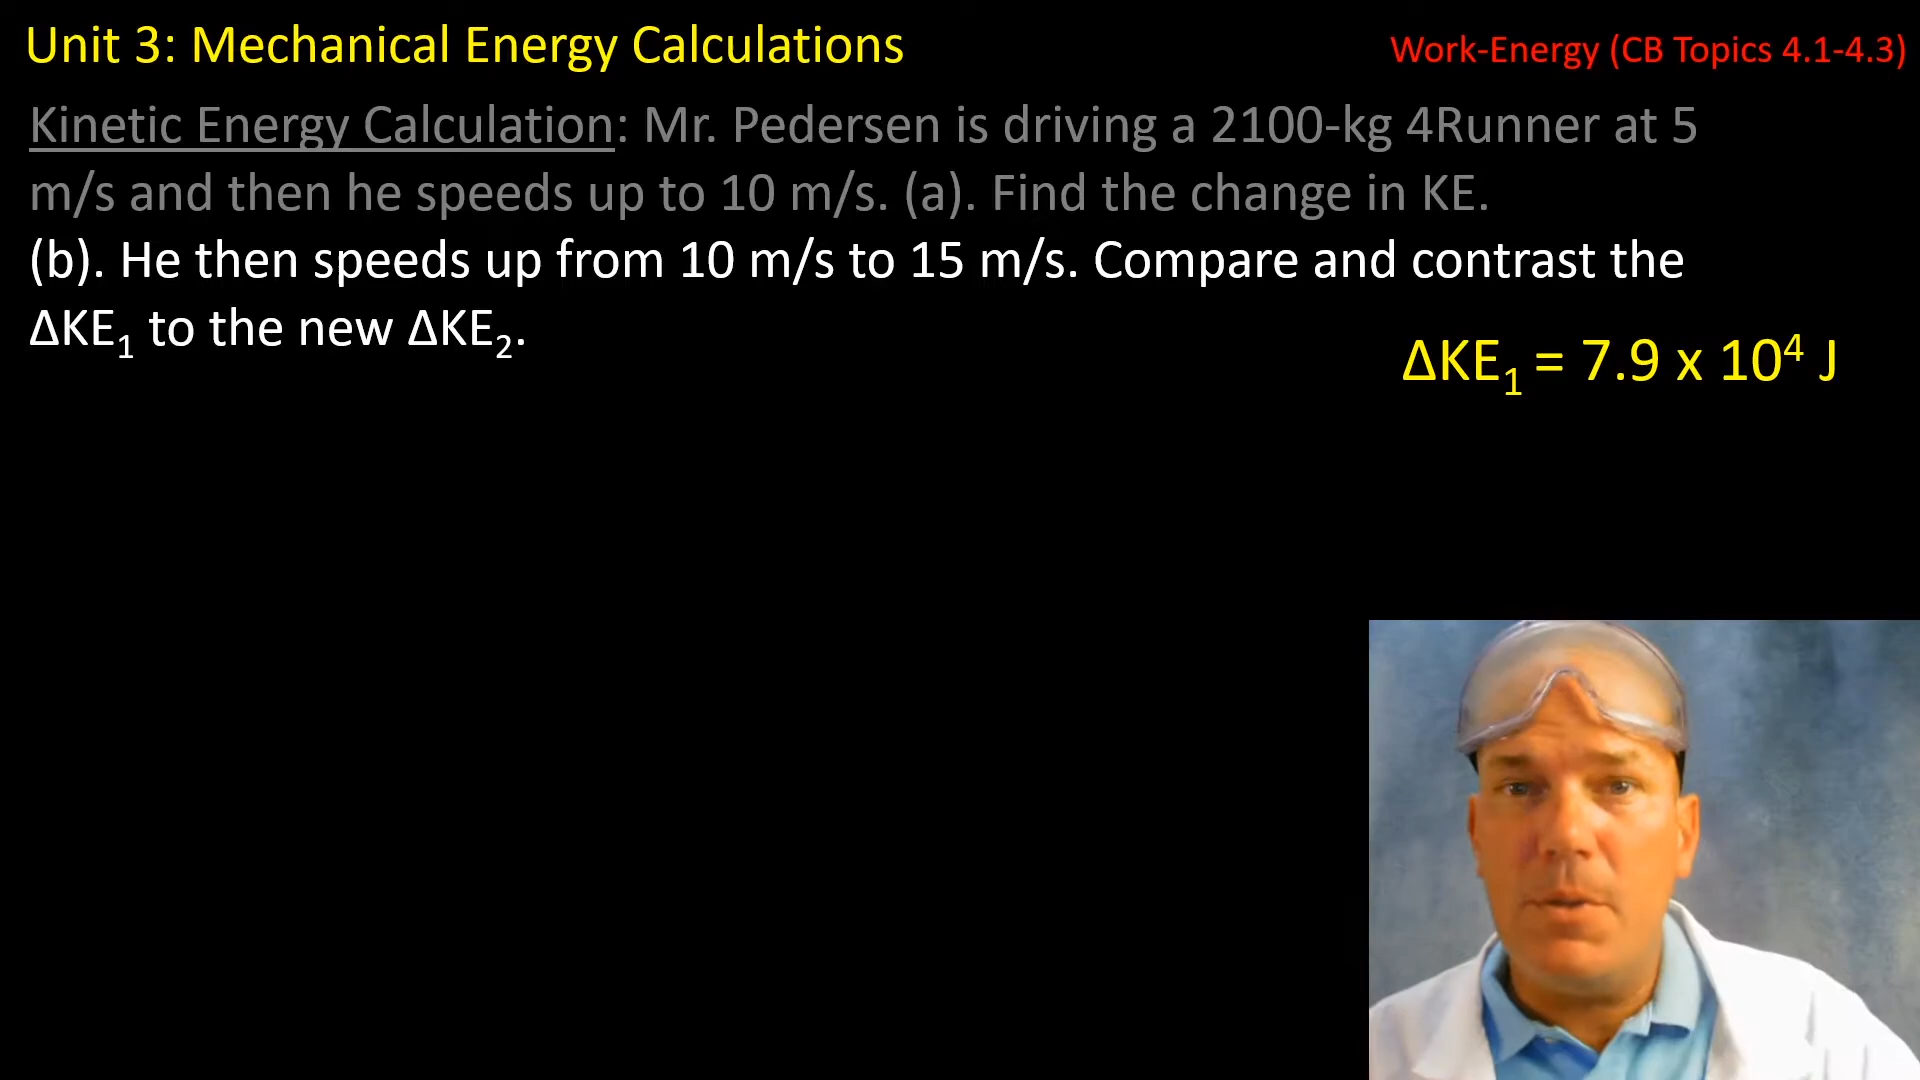 Unit 3: Mechanical Energy Calculations
Work-Energy (CB Topics 4.1-4.3)
Kinetic Energy Calculation: Mr. Pedersen is driving a 2100-kg 4Runner at 5
m/s and then he speeds up to 10 m/s. (a). Find the change in KE.
(b). He then speeds up from 10 m/s to 15 m/s. Compare and contrast the
ΔKE₁ to the new ΔKE₂.
ΔKE₁ = 7.9 x 10⁴ J